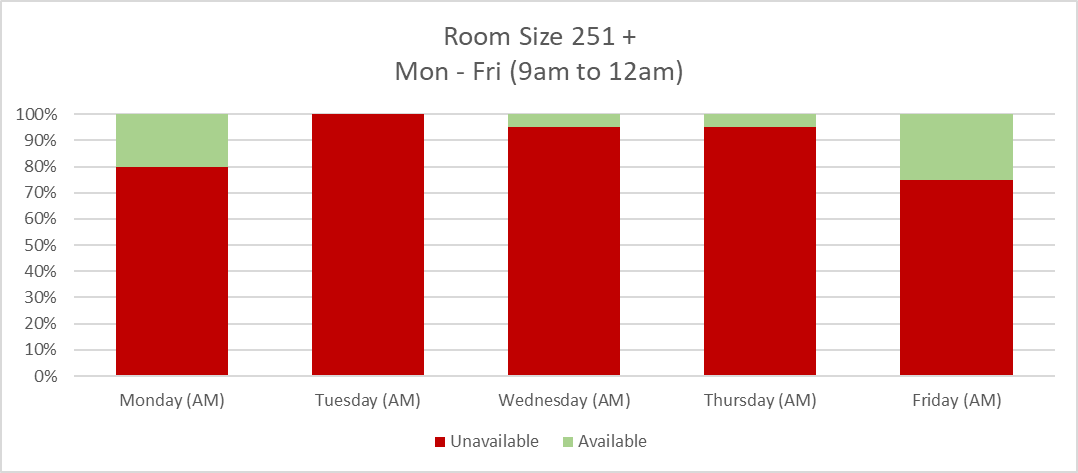 Room Size 251 +
Mon - Fri (9am to 12am)
100%
90%
80%
70%
60%
50%
40%
30%
20%
10%
0%
Monday (AM) Tuesday (AM) Wednesday (AM) Thursday (AM) Friday (AM)
Unavailable Available